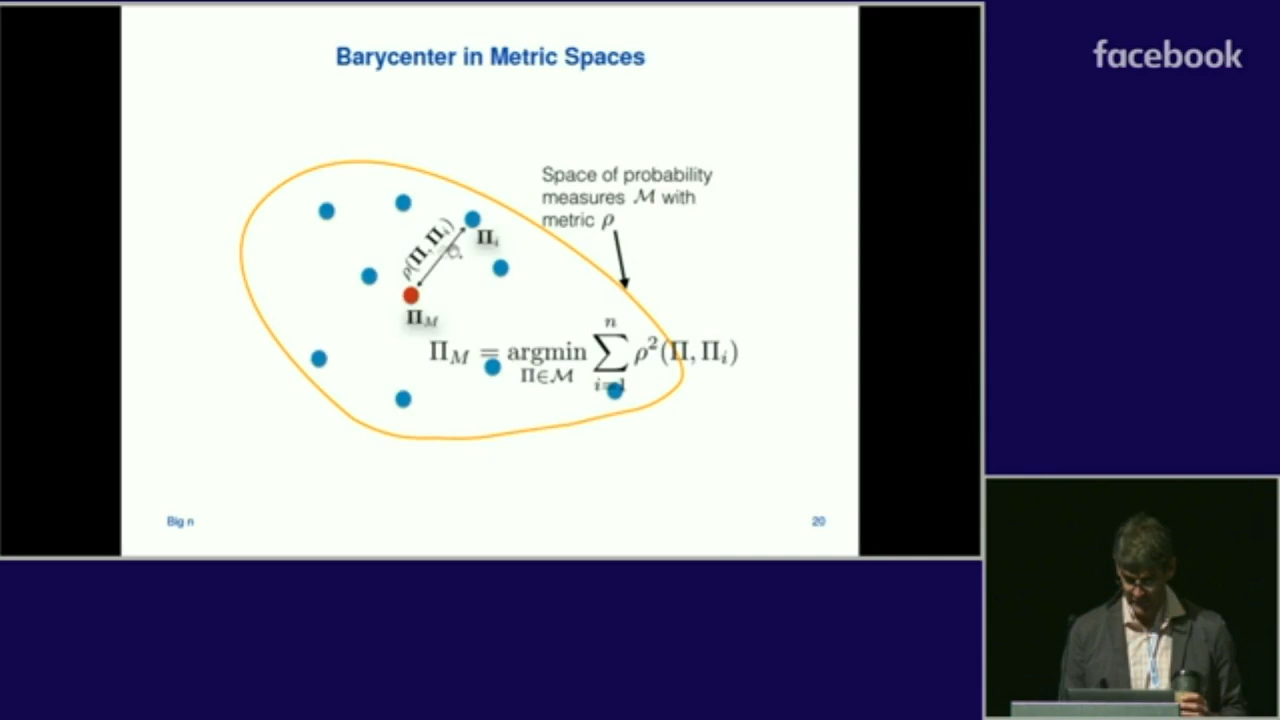 Barycenter in Metric Spaces
facebook
Space of probability
measures ℳ with
metric ρ
ρ(Π, Πᵢ)
Πᵢ
Π_M
Π_M = argmin_{Π∈ℳ} ∑_{i=1}^{n} ρ²(Π, Πᵢ)
Big n
20